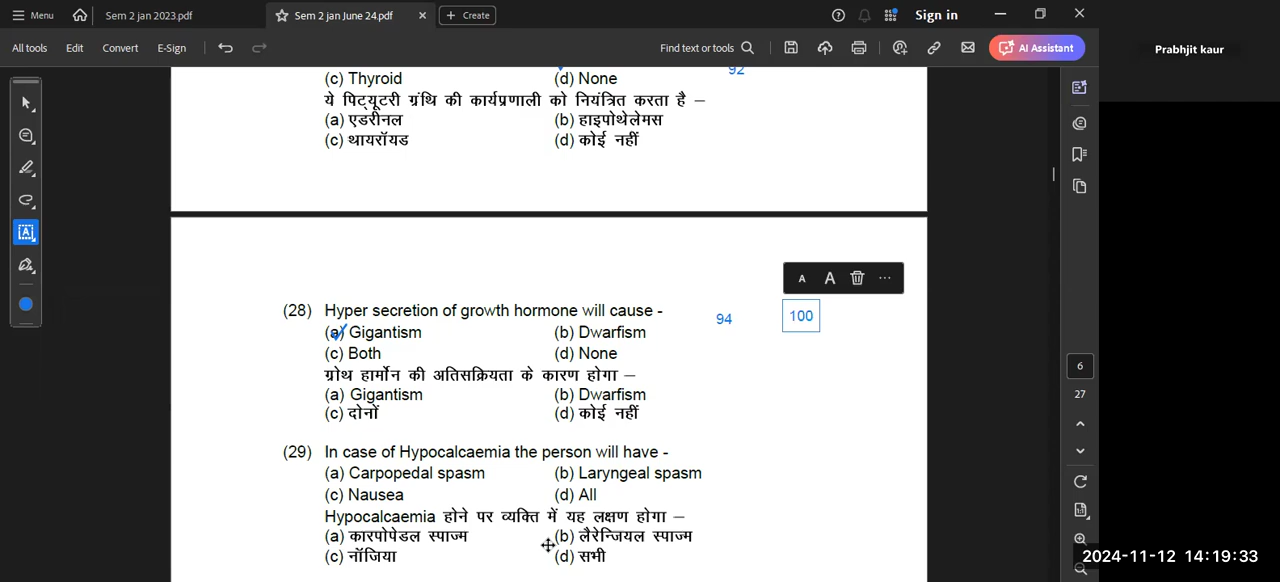 Menu
Sem 2 jan 2023.pdf
Sem 2 jan June 24.pdf
Create
Sign in
All tools
Edit
Convert
E-Sign
Find text or tools
AI Assistant
Prabhjit kaur
(c) Thyroid (d) None
92
ये पिट्यूटरी ग्रंथि की कार्यप्रणाली को नियंत्रित करता है –
(a) एडरीनल (b) हाइपोथेलेमस
(c) थायरॉयड (d) कोई नहीं
A A
(28) Hyper secretion of growth hormone will cause -
94
100
(a) Gigantism (b) Dwarfism
(c) Both (d) None
ग्रोथ हार्मोन की अतिसक्रियता के कारण होगा –
(a) Gigantism (b) Dwarfism
(c) दोनों (d) कोई नहीं
(29) In case of Hypocalcaemia the person will have -
(a) Carpopedal spasm (b) Laryngeal spasm
(c) Nausea (d) All
Hypocalcaemia होने पर व्यक्ति में यह लक्षण होगा –
(a) कारपोपेडल स्पाज्म (b) लैरेन्जियल स्पाज्म
(c) नॉजिया (d) सभी
6
27
2024-11-12 14:19:33